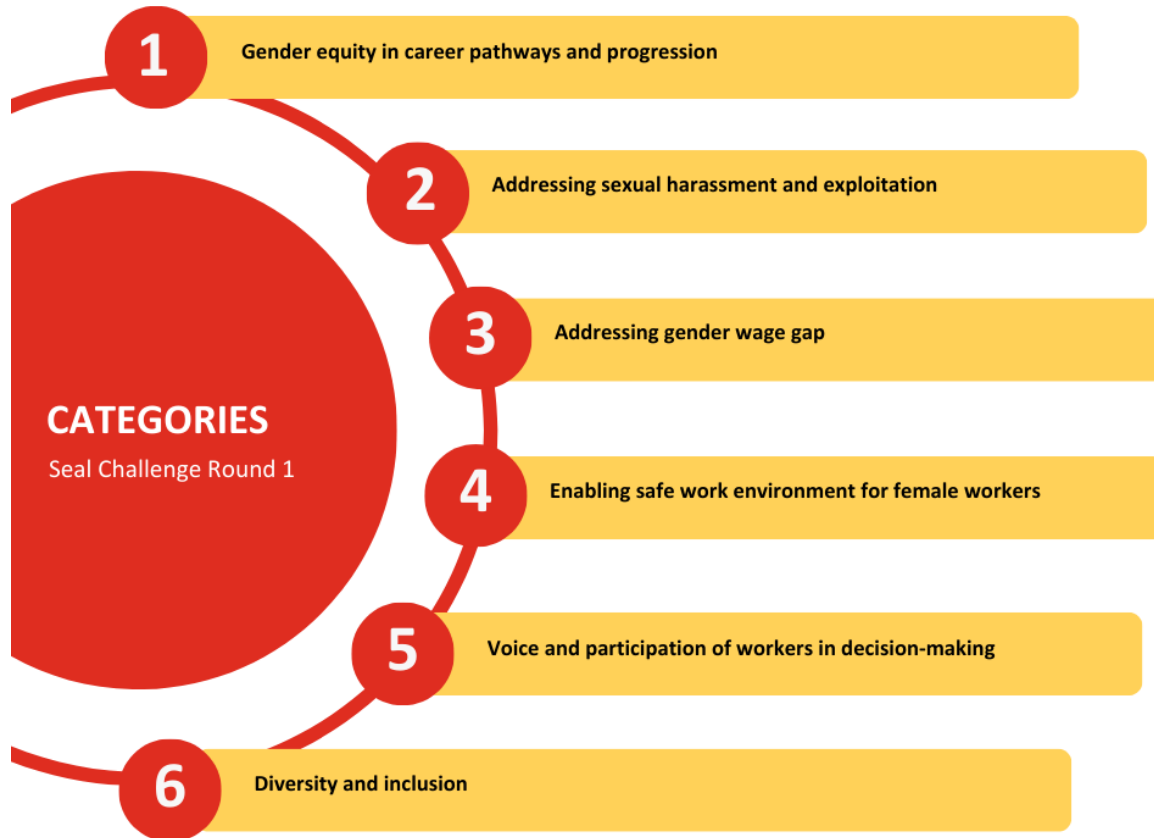 1
Gender equity in career pathways and progression
2
Addressing sexual harassment and exploitation
3
Addressing gender wage gap
CATEGORIES
Seal Challenge Round 1
4
Enabling safe work environment for female workers
5
Voice and participation of workers in decision-making
6
Diversity and inclusion